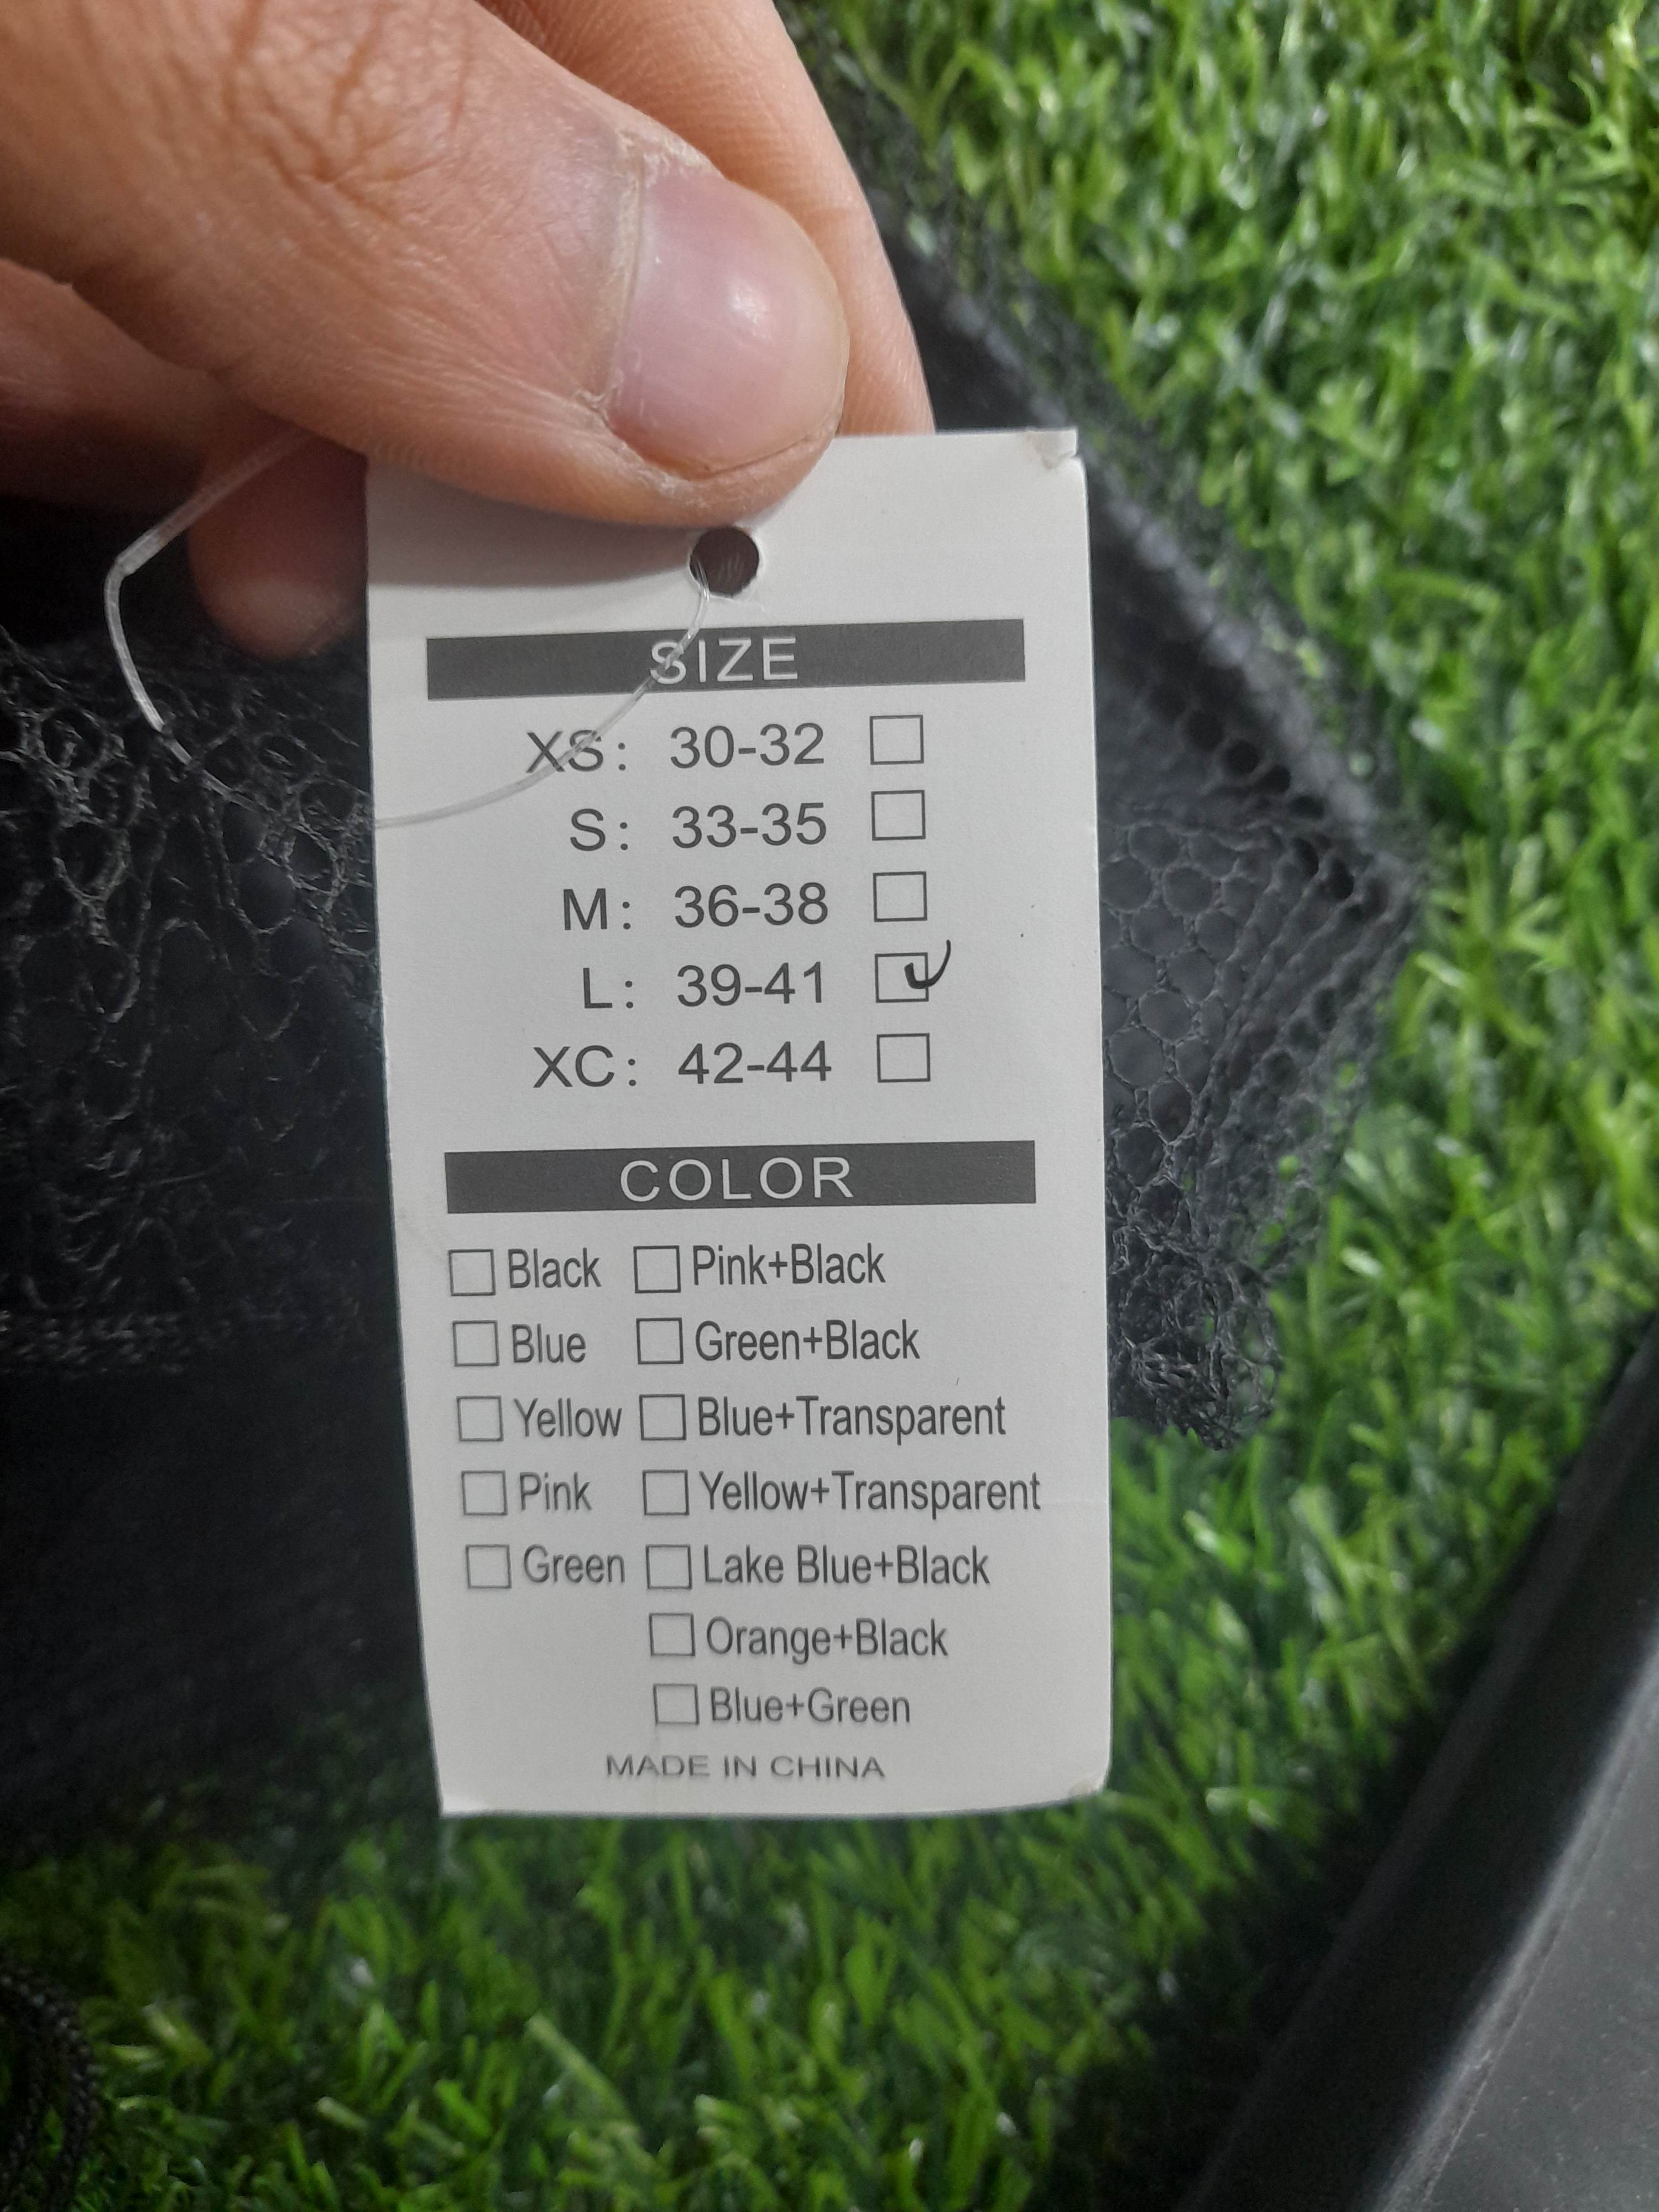 SIZE
XS: 30-32
S: 33-35
M: 36-38
L: 39-41
XC: 42-44
COLOR
Black Pink+Black
Blue Green+Black
Yellow Blue+Transparent
Pink Yellow+Transparent
Green Lake Blue+Black
Orange+Black
Blue+Green
MADE IN CHINA